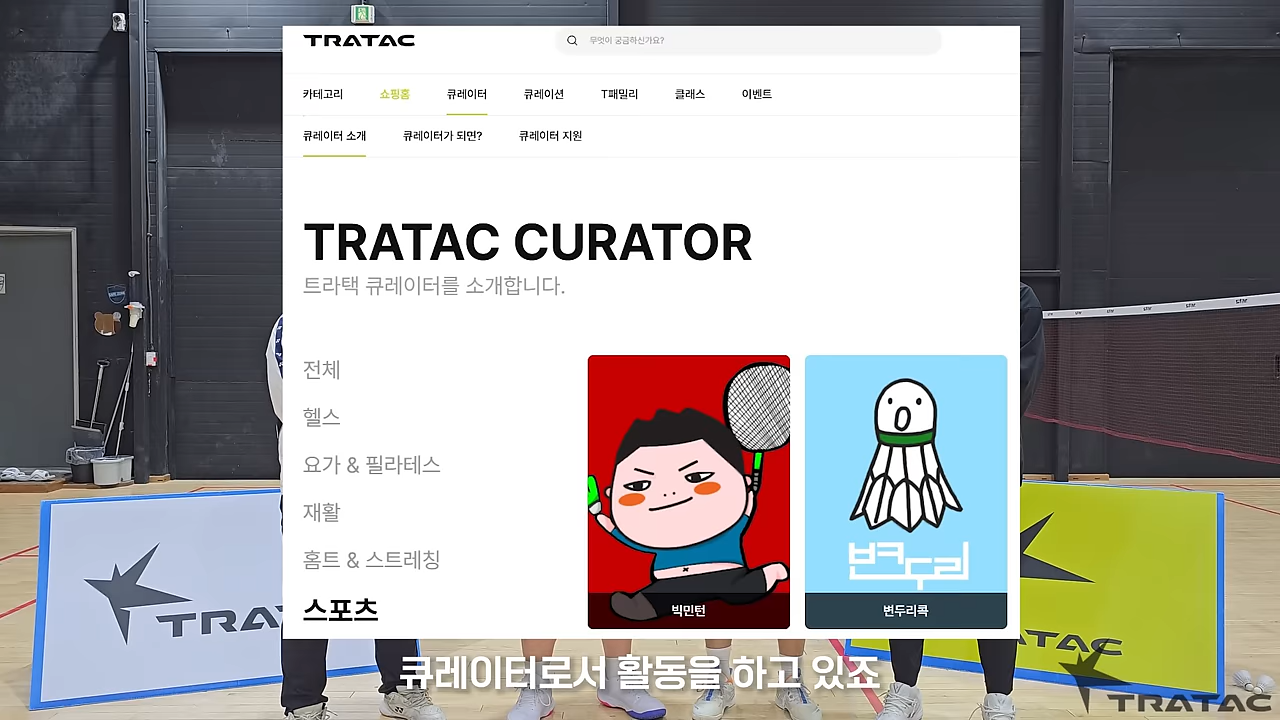 TRATAC
무엇이 궁금하신가요?
카테고리 쇼핑홈 큐레이터 큐레이션 T패밀리 클래스 이벤트
큐레이터 소개 큐레이터가 되면? 큐레이터 지원
TRATAC CURATOR
트라택 큐레이터를 소개합니다.
전체
헬스
요가 & 필라테스
재활
홈트 & 스트레칭
스포츠
변두리
빅민턴
변두리콕
TRA
ATAC
큐레이터로서 활동을 하고 있죠
TRATAC